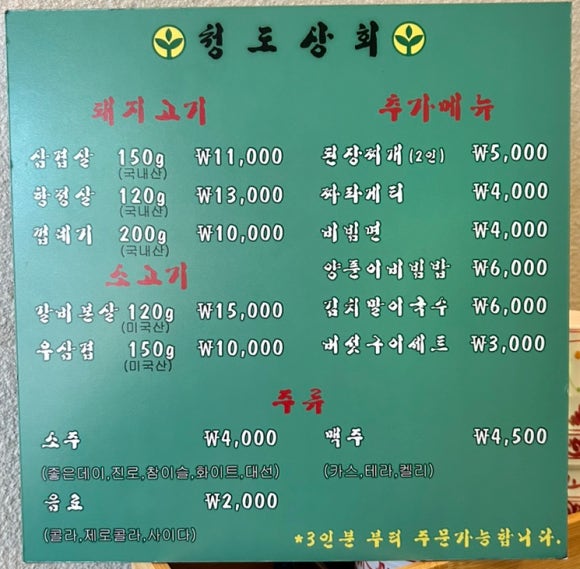 청도상회
돼지고기
삼겹살 150g ₩11,000
(국내산)
항정살 120g ₩13,000
(국내산)
껍데기 200g ₩10,000
(국내산)
소고기
갈비본살 120g ₩15,000
(미국산)
우삼겹 150g ₩10,000
(미국산)
추가메뉴
된장찌개 (2인) ₩5,000
짜파게티 ₩4,000
비빔면 ₩4,000
양푼이비빔밥 ₩6,000
김치말이국수 ₩6,000
버섯구이세트 ₩3,000
주류
소주 ₩4,000
(좋은데이,진로,참이슬,화이트,대선)
음료 ₩2,000
(콜라,제로콜라,사이다)
맥주 ₩4,500
(카스,테라,켈리)
*3인분 부터 주문가능합니다.